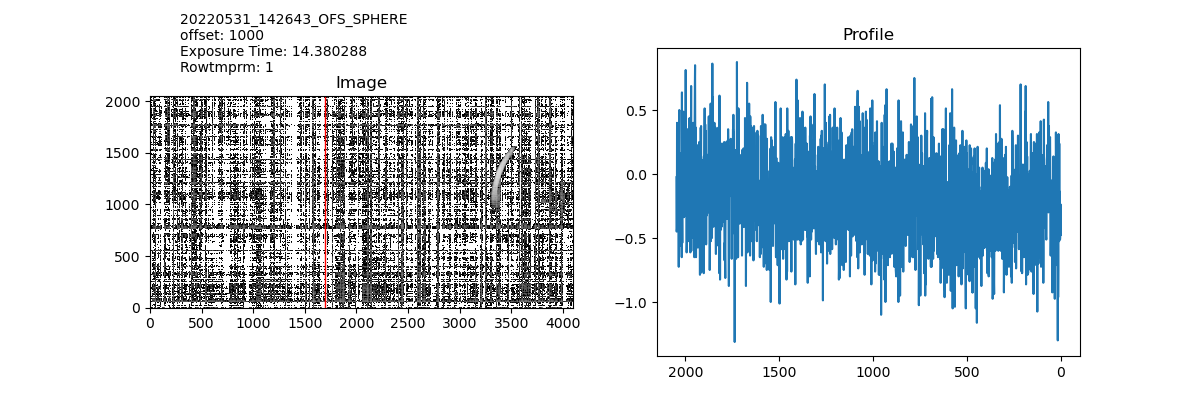 20220531_142643_OFS_SPHERE
offset: 1000
Exposure Time: 14.380288
Rowtmprm: 1
Image
2000
1500
1000
500
0
0 500 1000 1500 2000 2500 3000 3500 4000
Profile
0.5
0.0
−0.5
−1.0
2000 1500 1000 500 0